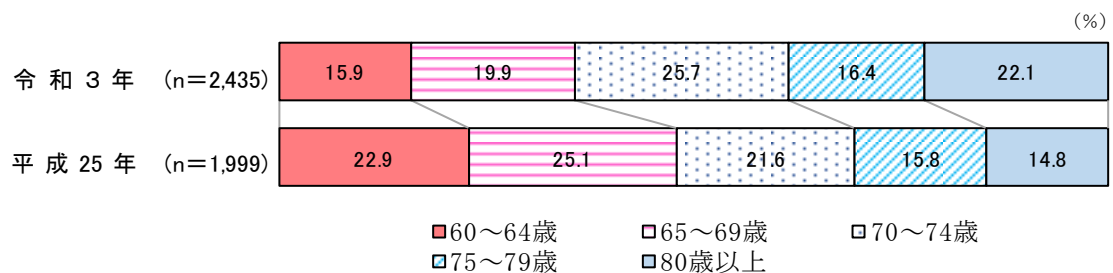 (%)
令和3年 (n=2,435) 15.9 19.9 25.7 16.4 22.1
平成25年 (n=1,999) 22.9 25.1 21.6 15.8 14.8
60～64歳 65～69歳 70～74歳
75～79歳 80歳以上